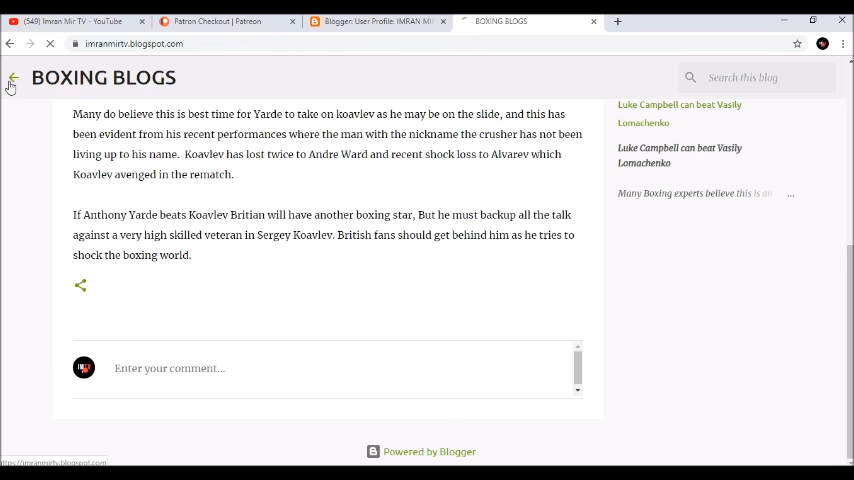 (549) Imran Mir TV - YouTube
Patron Checkout | Patreon
Blogger: User Profile: IMRAN MI
BOXING BLOGS
imranmirtv.blogspot.com
BOXING BLOGS
Search this blog
Many do believe this is best time for Yarde to take on koavlev as he may be on the slide, and this has
been evident from his recent performances where the man with the nickname the crusher has not been
living up to his name. Koavlev has lost twice to Andre Ward and recent shock loss to Alvarev which
Koavlev avenged in the rematch.
If Anthony Yarde beats Koavlev Britian will have another boxing star, But he must backup all the talk
against a very high skilled veteran in Sergey Koavlev. British fans should get behind him as he tries to
shock the boxing world.
Luke Campbell can beat Vasily
Lomachenko
Luke Campbell can beat Vasily
Lomachenko
Many Boxing experts believe this is an ...
IMTV
Enter your comment...
Powered by Blogger
https://imranmirtv.blogspot.com